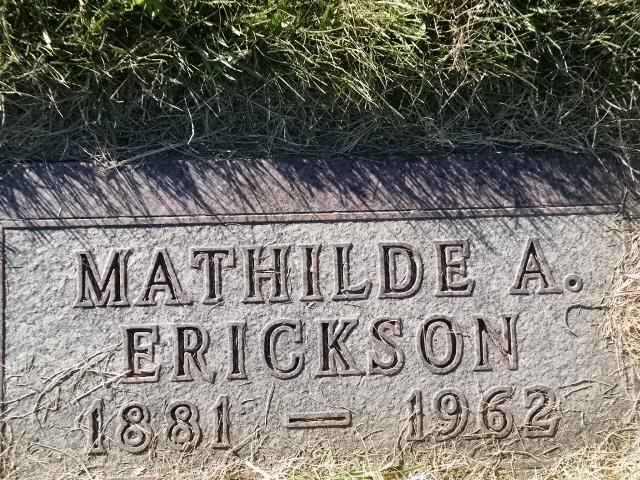 MATHILDE A.
ERICKSON
1881 — 1962